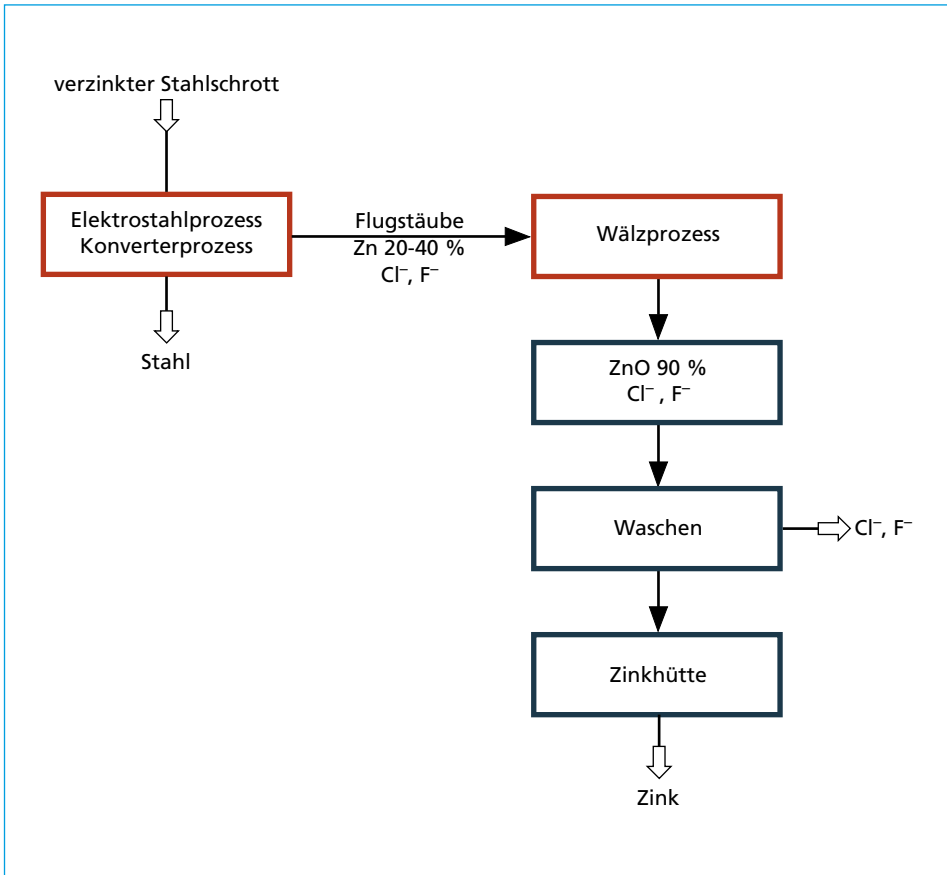 verzinkter Stahlschrott
Elektrostahlprozess
Konverterprozess
Flugstäube
Zn 20-40 %
Cl⁻, F⁻
Wälzprozess
Stahl
ZnO 90 %
Cl⁻ , F⁻
Waschen
Cl⁻, F⁻
Zinkhütte
Zink